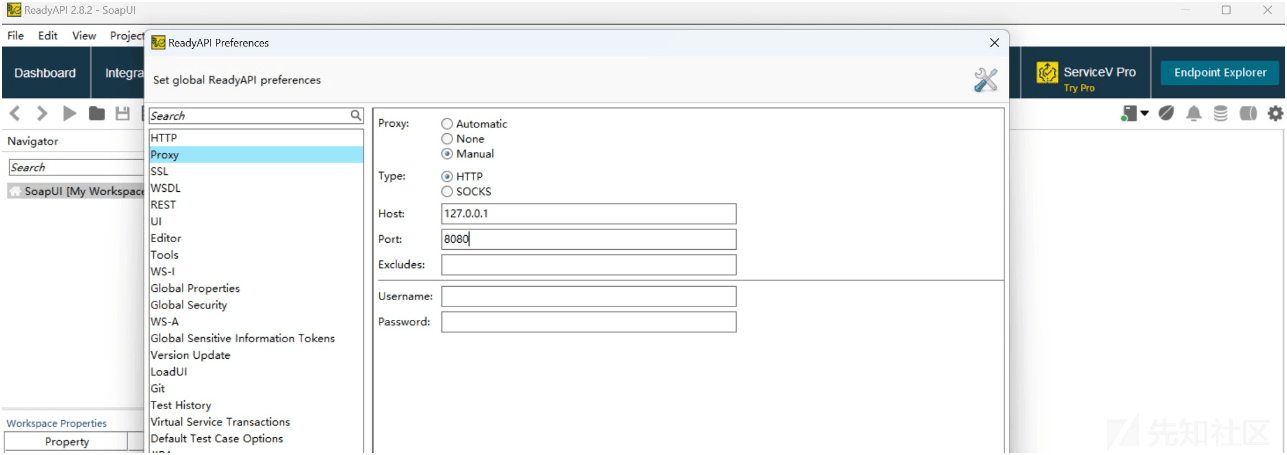 ReadyAPI 2.8.2 - SoapUI
File Edit View Project
ReadyAPI Preferences
Dashboard
Integra
Set global ReadyAPI preferences
ServiceV Pro
Try Pro
Endpoint Explorer
Navigator
Search
SoapUI [My Workspace
Search
HTTP
Proxy
SSL
WSDL
REST
UI
Editor
Tools
WS-I
Global Properties
Global Security
WS-A
Global Sensitive Information Tokens
Version Update
LoadUI
Git
Test History
Virtual Service Transactions
Default Test Case Options
Proxy:
Automatic
None
Manual
Type:
HTTP
SOCKS
Host: 127.0.0.1
Port: 8080
Excludes:
Username:
Password:
Workspace Properties
Property
先知社区